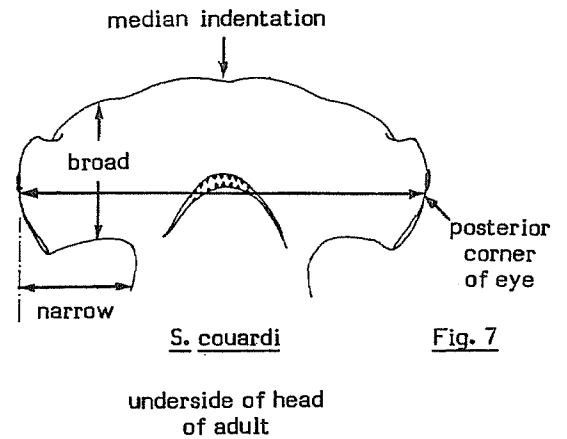 median indentation
broad
posterior
corner
of eye
narrow
S. couardi
Fig. 7
underside of head
of adult